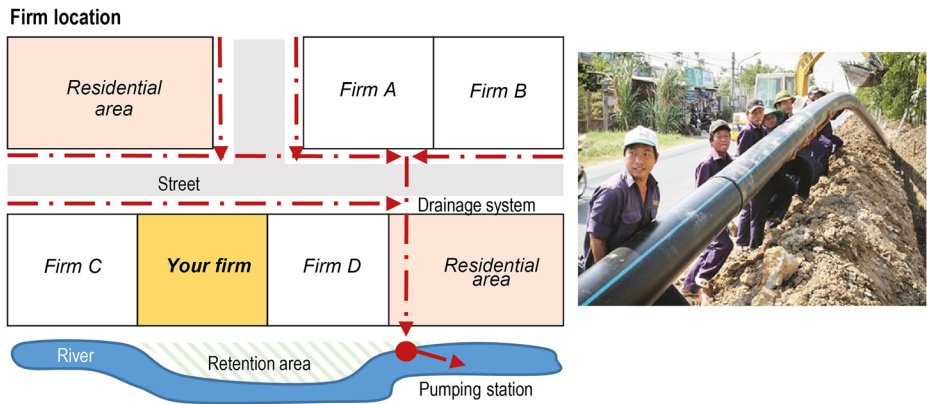 Firm location
Residential
area
Firm A
Firm B
Street
Drainage system
Firm C
Your firm
Firm D
Residential
area
River
Retention area
Pumping station